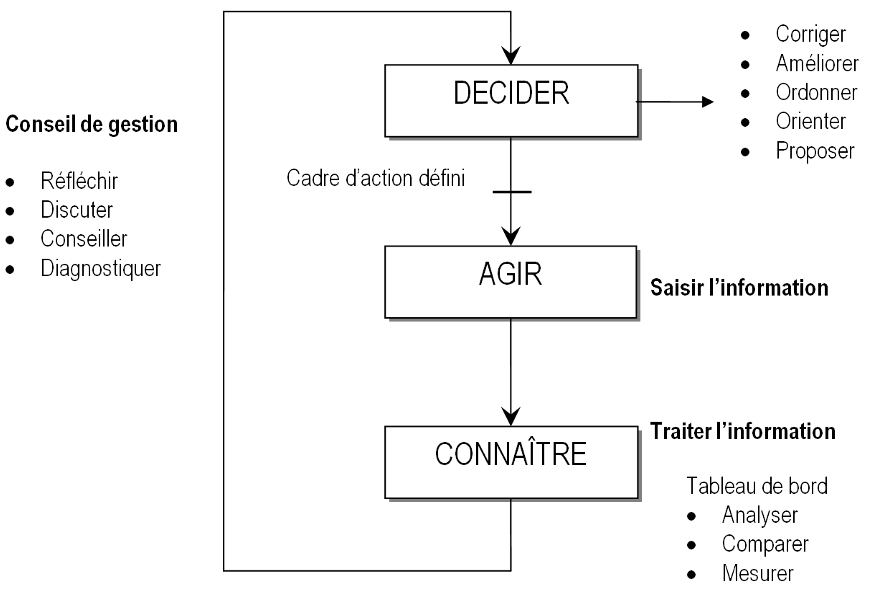 Conseil de gestion
• Réfléchir
• Discuter
• Conseiller
• Diagnostiquer
DECIDER
• Corriger
• Améliorer
• Ordonner
• Orienter
• Proposer
Cadre d'action défini
AGIR
Saisir l'information
CONNAÎTRE
Traiter l'information
Tableau de bord
• Analyser
• Comparer
• Mesurer